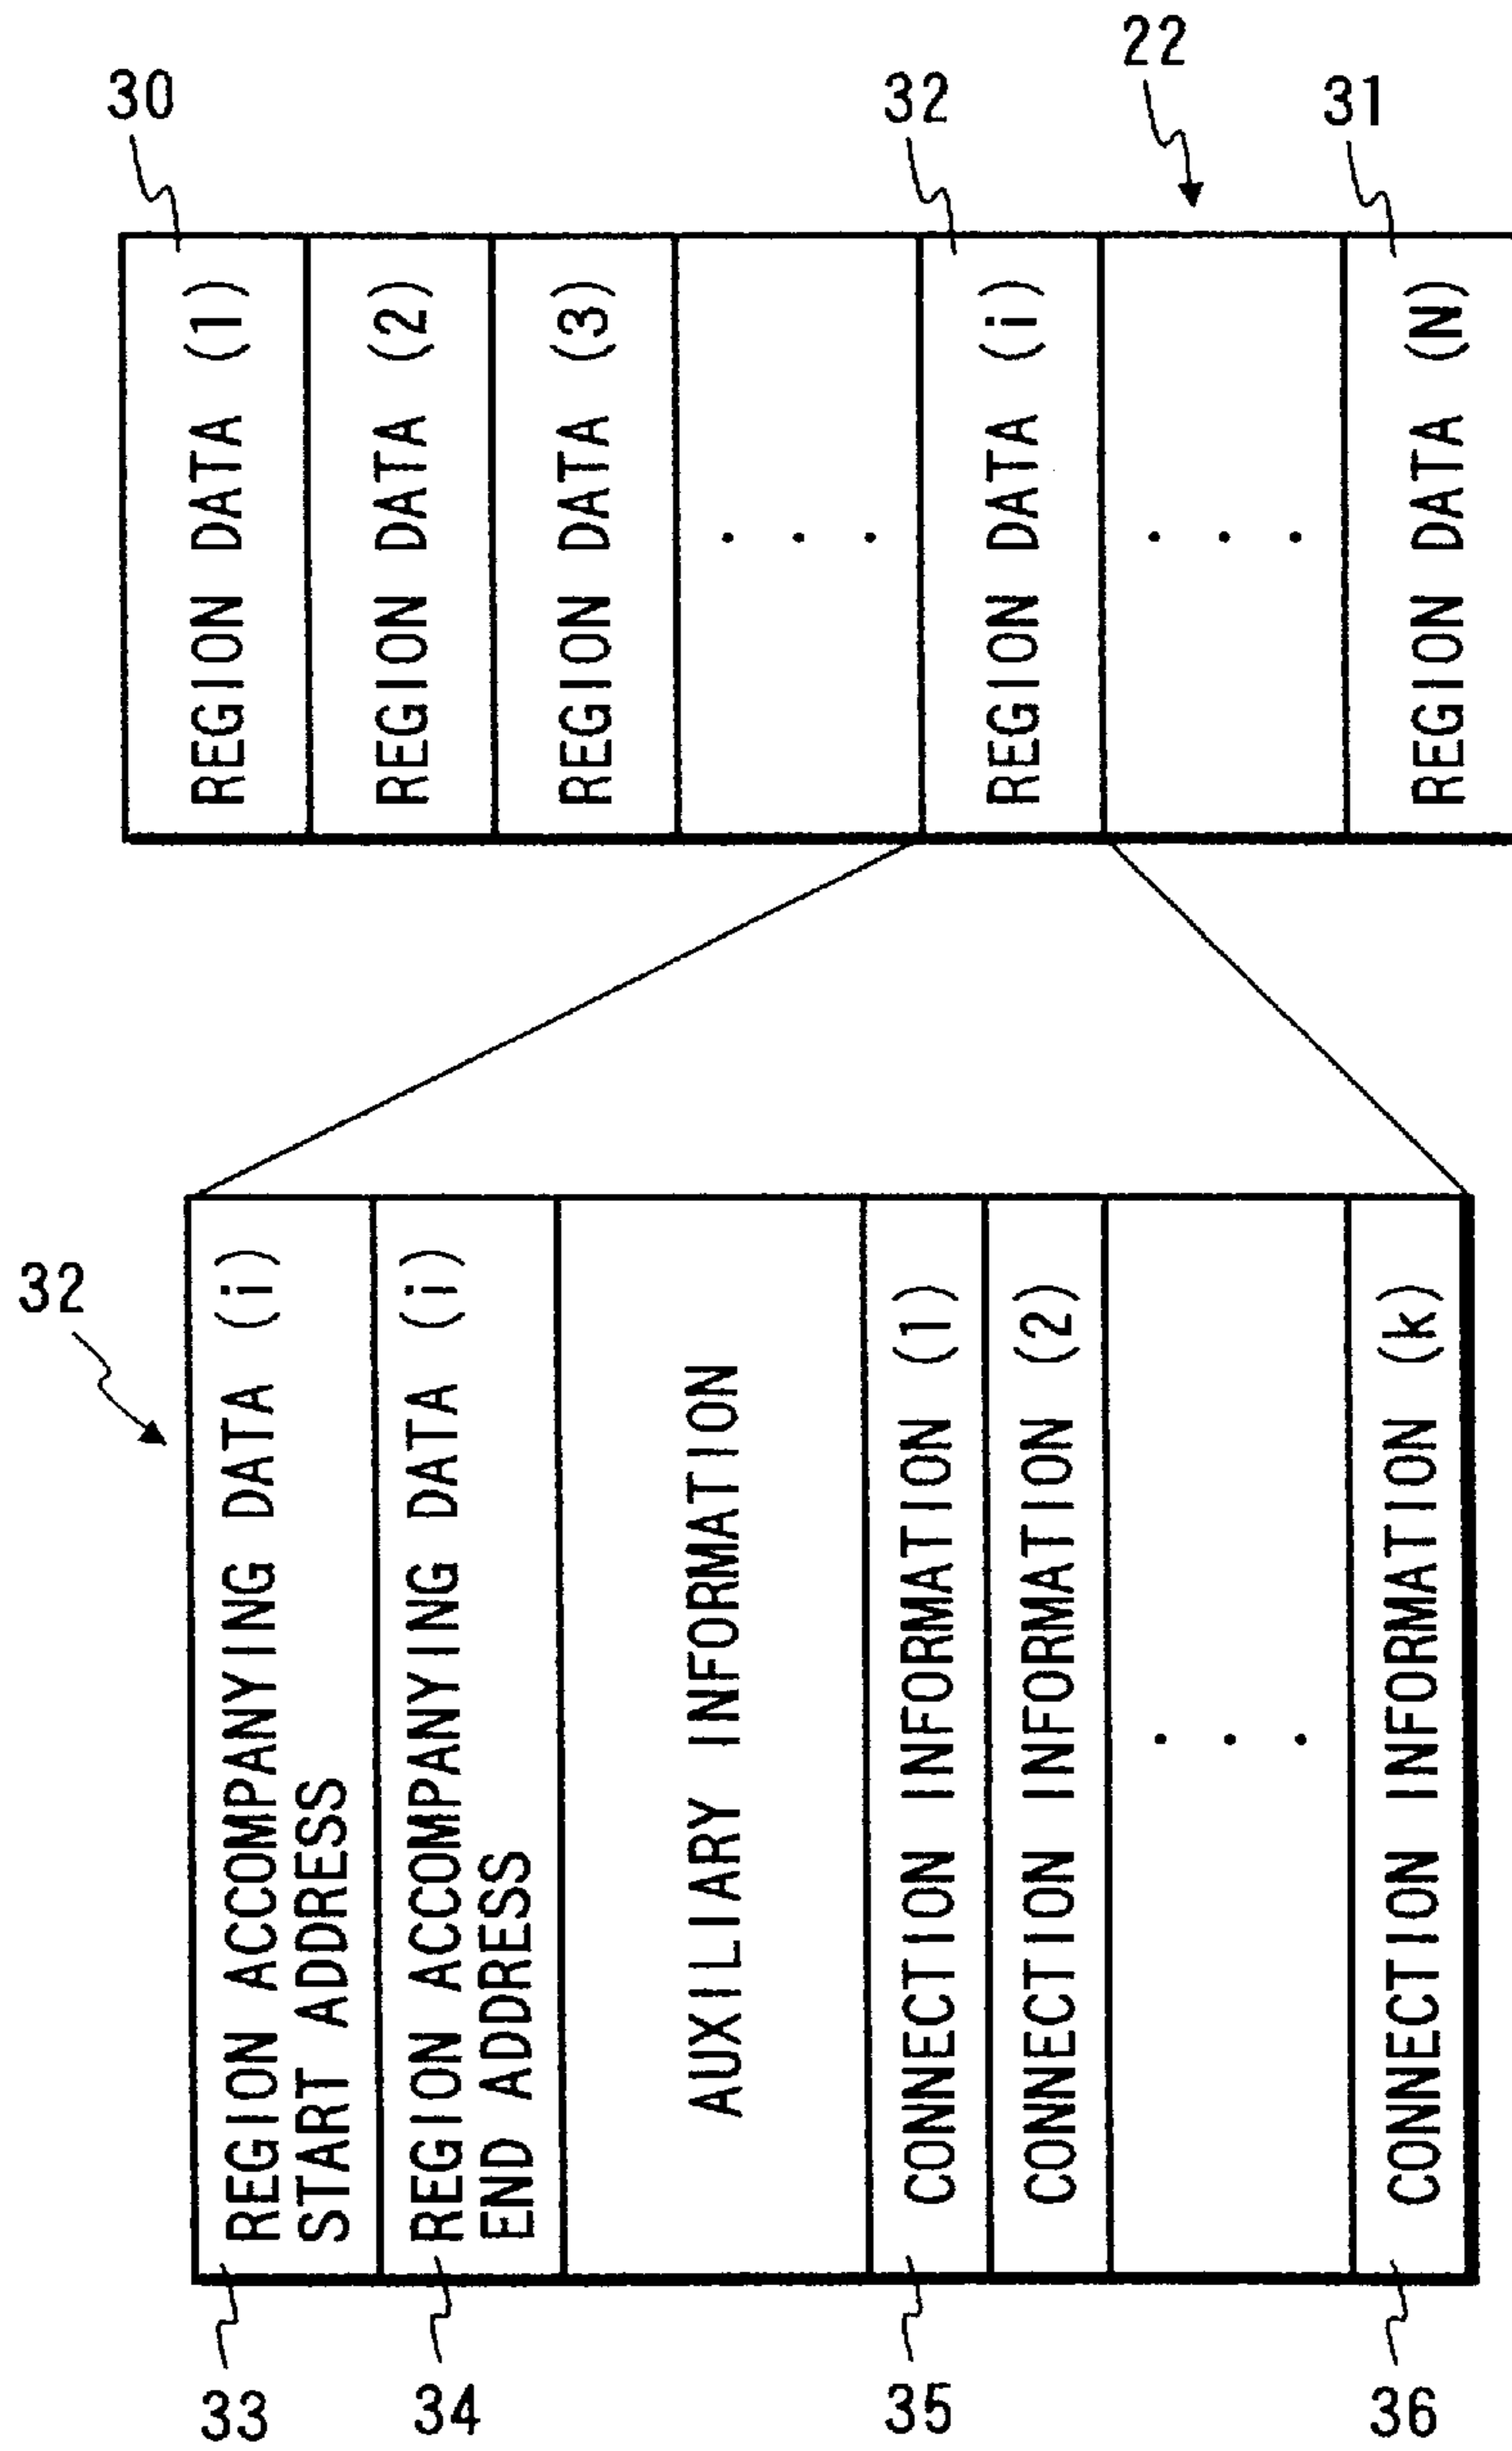 30
REGION DATA (1)
REGION DATA (2)
REGION DATA (3)
. . .
32
REGION DATA (i)
22
. . .
31
REGION DATA (N)
32
33
REGION ACCOMPANYING DATA (i)
START ADDRESS
34
REGION ACCOMPANYING DATA (i)
END ADDRESS
AUXILIARY INFORMATION
35
CONNECTION INFORMATION (1)
CONNECTION INFORMATION (2)
. . .
36
CONNECTION INFORMATION (k)